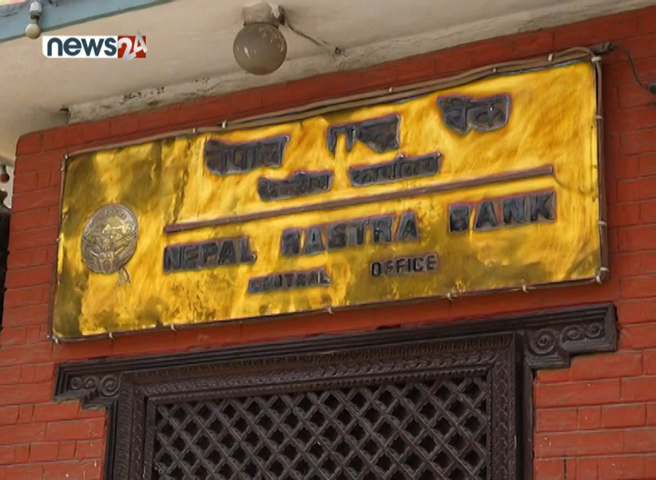 news24
नेपाल राष्ट्र बैंक
केन्द्रीय कार्यालय
NEPAL RASTRA BANK
CENTRAL OFFICE